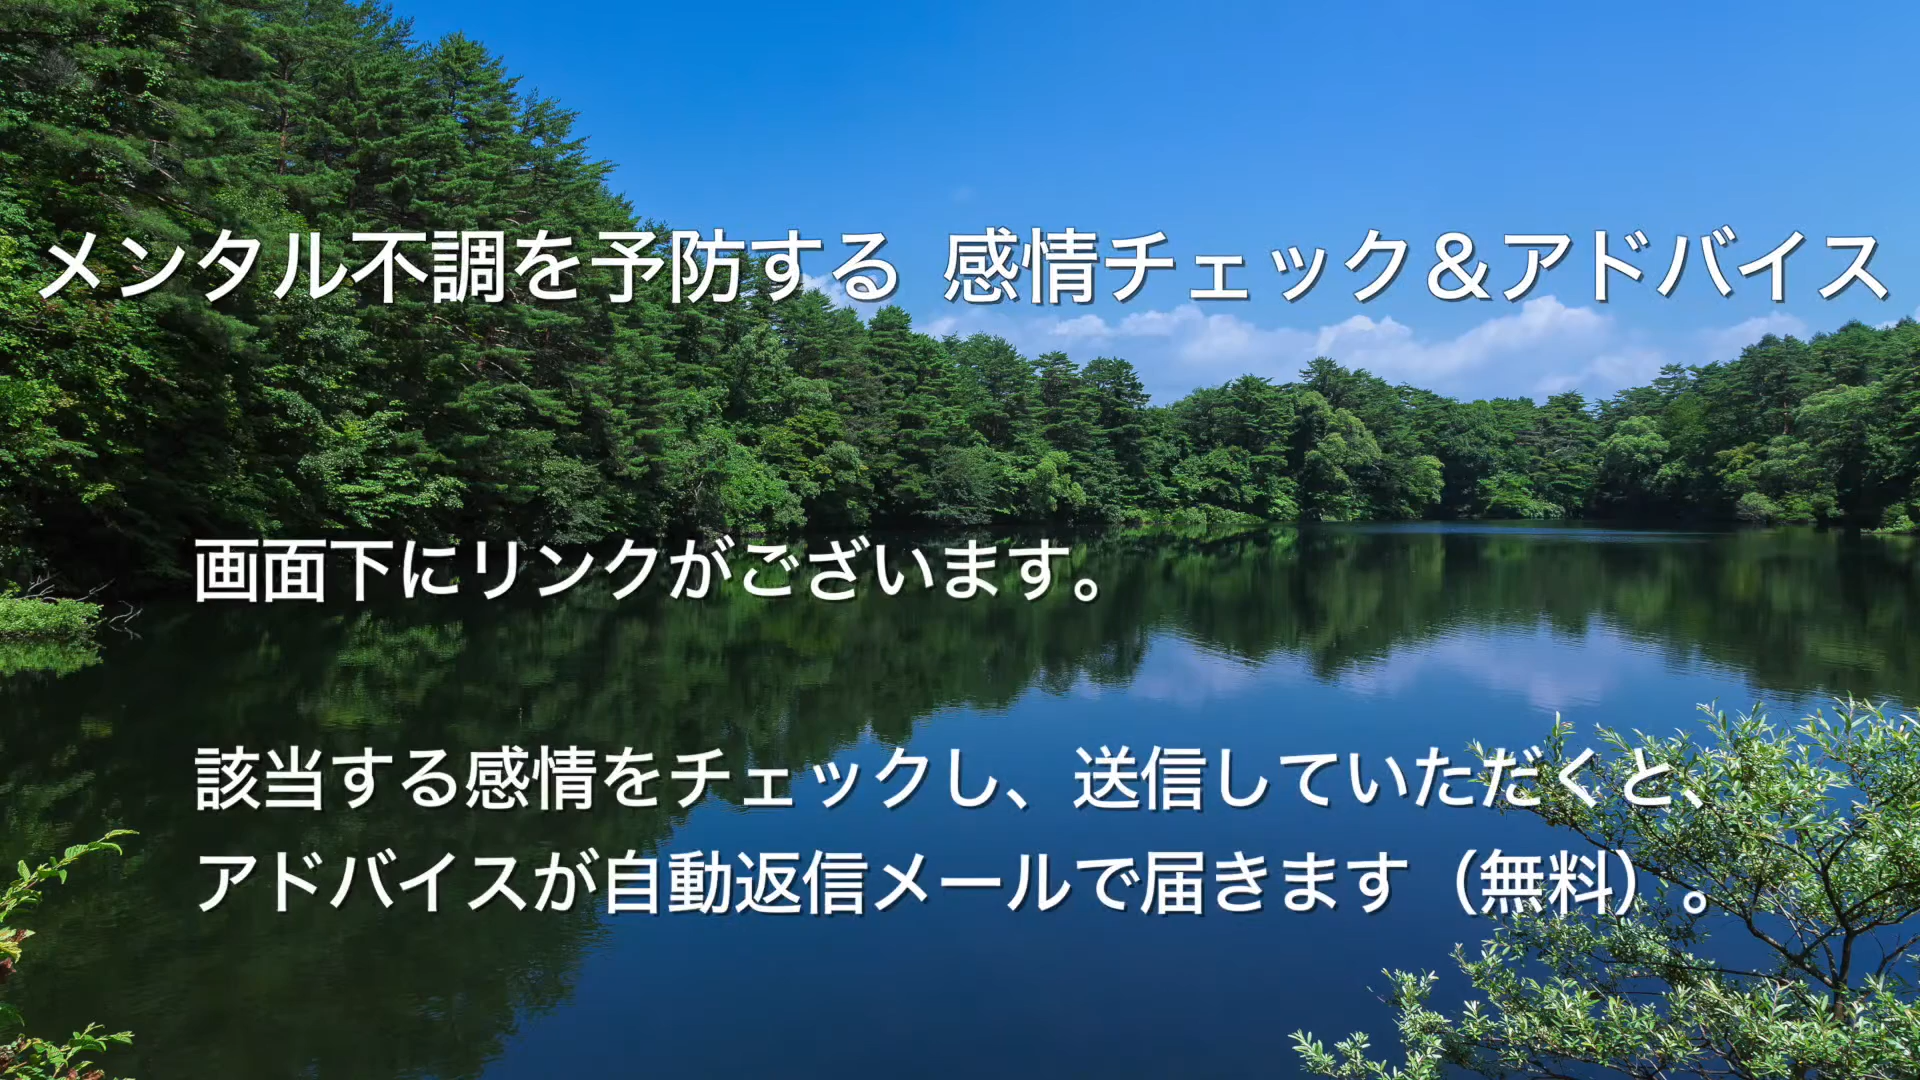 メンタル不調を予防する 感情チェック＆アドバイス
画面下にリンクがございます。
該当する感情をチェックし、送信していただくと、
アドバイスが自動返信メールで届きます（無料）。